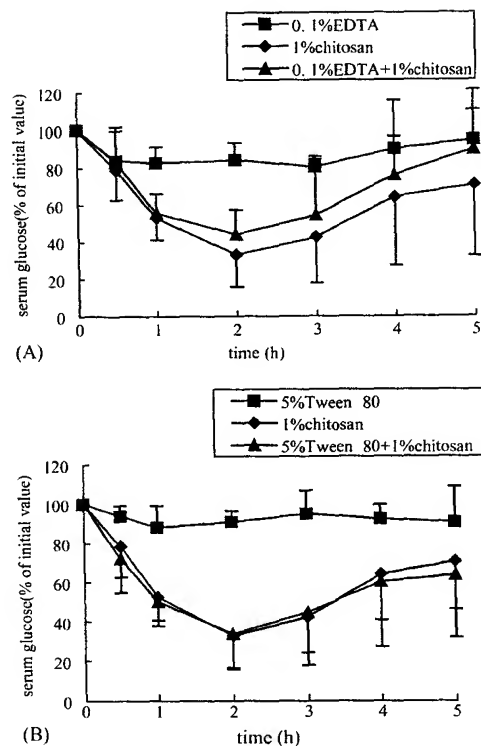 0. 1%EDTA
1%chitosan
0. 1%EDTA+1%chitosan
serum glucose(% of initial value)
120
100
80
60
40
20
0
0 1 2 3 4 5
time (h)
(A)
5%Tween 80
1%chitosan
5%Tween 80+1%chitosan
serum glucose(% of initial value)
120
100
80
60
40
20
0
0 1 2 3 4 5
time (h)
(B)